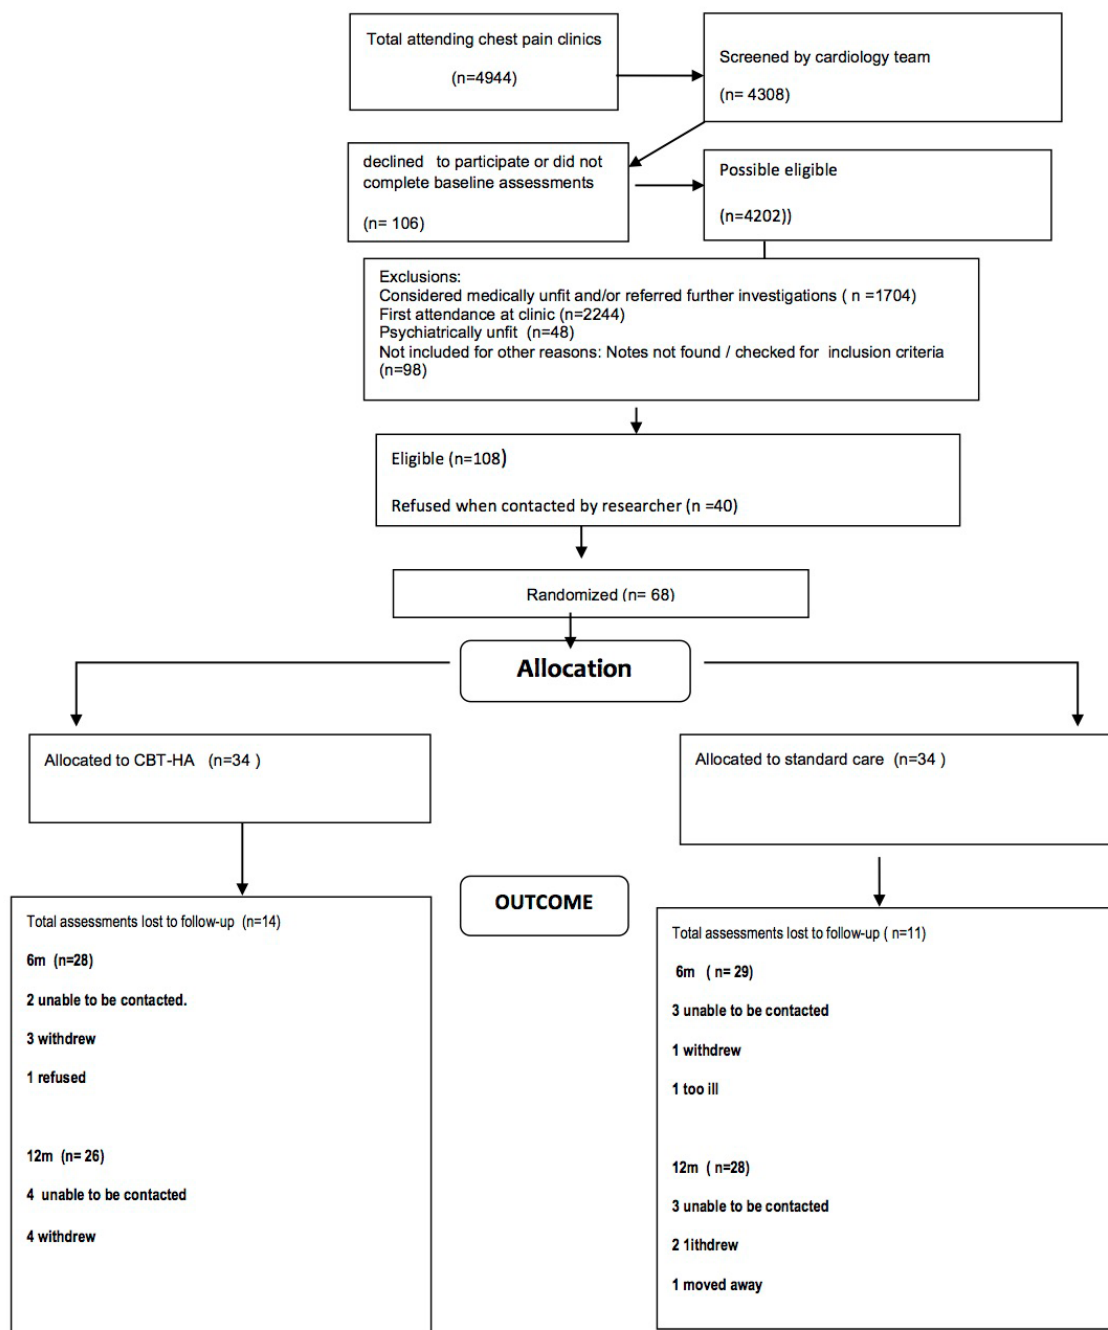 Total attending chest pain clinics
(n=4944)
Screened by cardiology team
(n= 4308)
declined to participate or did not
complete baseline assessments
(n= 106)
Possible eligible
(n=4202))
Exclusions:
Considered medically unfit and/or referred further investigations ( n =1704)
First attendance at clinic (n=2244)
Psychiatrically unfit (n=48)
Not included for other reasons: Notes not found / checked for inclusion criteria
(n=98)
Eligible (n=108)
Refused when contacted by researcher (n =40)
Randomized (n= 68)
Allocation
Allocated to CBT-HA (n=34 )
Allocated to standard care (n=34 )
OUTCOME
Total assessments lost to follow-up (n=14)
6m (n=28)
2 unable to be contacted.
3 withdrew
1 refused
12m (n= 26)
4 unable to be contacted
4 withdrew
Total assessments lost to follow-up ( n=11)
6m ( n= 29)
3 unable to be contacted
1 withdrew
1 too ill
12m ( n=28)
3 unable to be contacted
2 1ithdrew
1 moved away